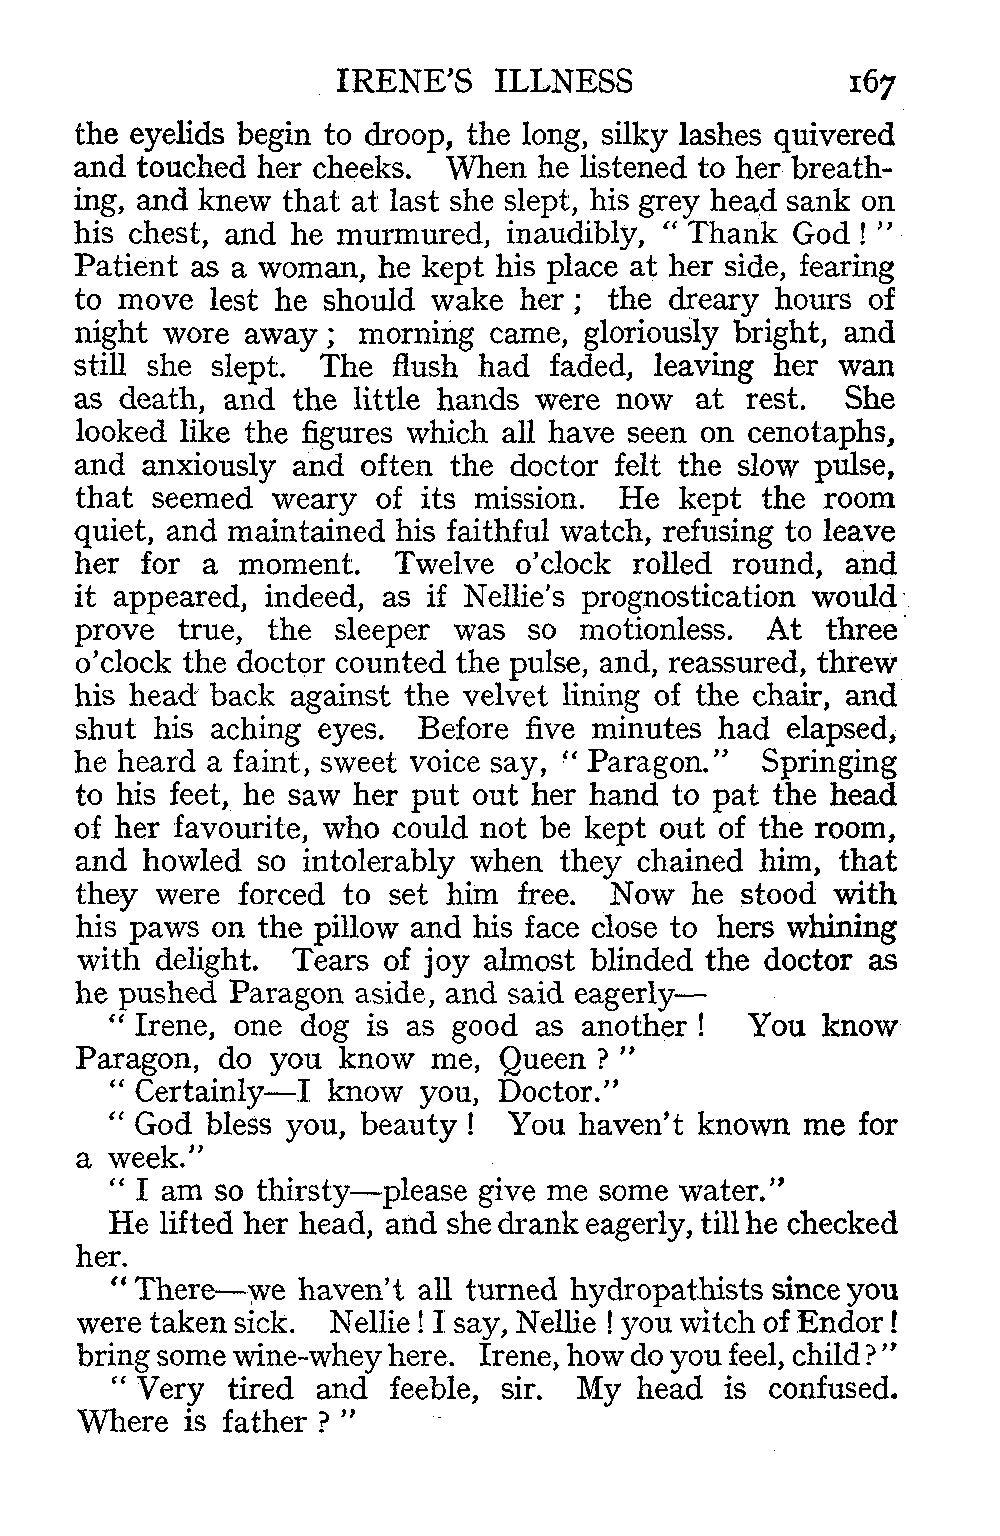 IRENE'S ILLNESS 167
the eyelids begin to droop, the long, silky lashes quivered
and touched her cheeks. When he listened to her breath-
ing, and knew that at last she slept, his grey head sank on
his chest, and he murmured, inaudibly, “ Thank God ! ”
Patient as a woman, he kept his place at her side, fearing
to move lest he should wake her ; the dreary hours of
night wore away ; morning came, gloriously bright, and
still she slept. The flush had faded, leaving her wan
as death, and the little hands were now at rest. She
looked like the figures which all have seen on cenotaphs,
and anxiously and often the doctor felt the slow pulse,
that seemed weary of its mission. He kept the room
quiet, and maintained his faithful watch, refusing to leave
her for a moment. Twelve o'clock rolled round, and
it appeared, indeed, as if Nellie's prognostication would
prove true, the sleeper was so motionless. At three
o'clock the doctor counted the pulse, and, reassured, threw
his head back against the velvet lining of the chair, and
shut his aching eyes. Before five minutes had elapsed,
he heard a faint, sweet voice say, “ Paragon.” Springing
to his feet, he saw her put out her hand to pat the head
of her favourite, who could not be kept out of the room,
and howled so intolerably when they chained him, that
they were forced to set him free. Now he stood with
his paws on the pillow and his face close to hers whining
with delight. Tears of joy almost blinded the doctor as
he pushed Paragon aside, and said eagerly—
“ Irene, one dog is as good as another ! You know
Paragon, do you know me, Queen ? ”
“ Certainly—I know you, Doctor.”
“ God bless you, beauty ! You haven't known me for
a week.”
“ I am so thirsty—please give me some water.”
He lifted her head, and she drank eagerly, till he checked
her.
“ There—we haven't all turned hydropathists since you
were taken sick. Nellie ! I say, Nellie ! you witch of Endor !
bring some wine-whey here. Irene, how do you feel, child ? ”
“ Very tired and feeble, sir. My head is confused.
Where is father ? ”